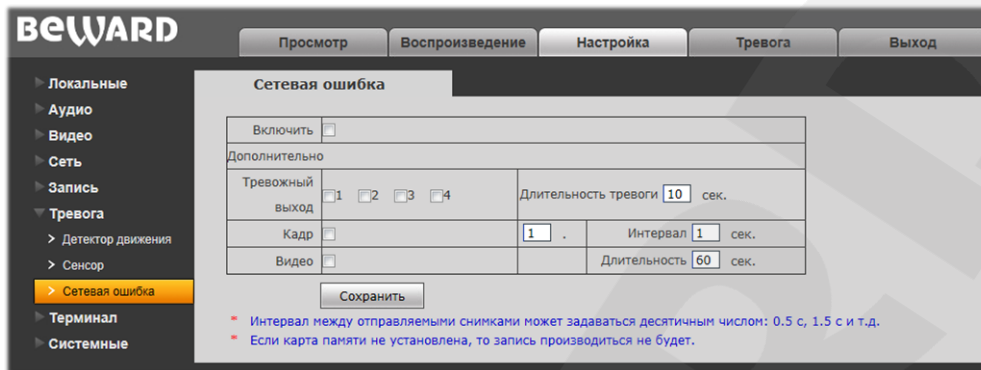 BEWARD
Просмотр Воспроизведение Настройка Тревога Выход
Локальные
Аудио
Видео
Сеть
Запись
Тревога
Детектор движения
Сенсор
Сетевая ошибка
Терминал
Системные
Сетевая ошибка
Включить
Дополнительно
Тревожный выход 1 2 3 4 Длительность тревоги 10 сек.
Кадр 1 . Интервал 1 сек.
Видео Длительность 60 сек.
Сохранить
* Интервал между отправляемыми снимками может задаваться десятичным числом: 0.5 с, 1.5 с и т.д.
* Если карта памяти не установлена, то запись производиться не будет.